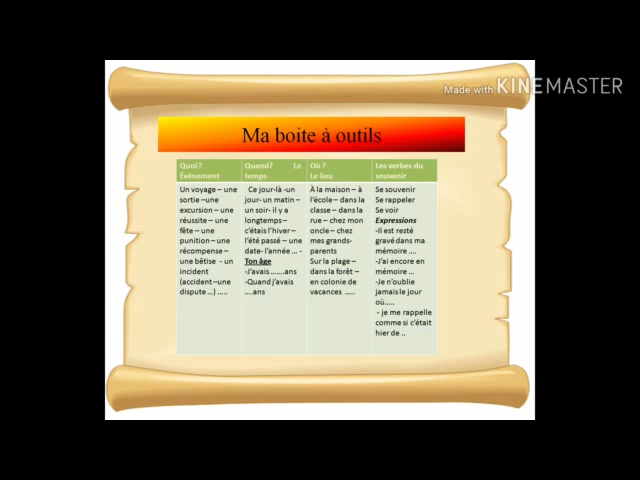 Made with KINEMASTER
Ma boite à outils
Quoi ?
Événement
Un voyage – une
sortie –une
excursion – une
réussite – une
fête – une
punition – une
récompense –
une bêtise - un
incident
(accident –une
dispute …) …..
Quand? Le
temps
Ce jour-là -un
jour- un matin –
un soir- il y a
longtemps –
c'étais l'hiver –
l'été passé – une
date- l'année … -
Ton âge
-J'avais …….ans
-Quand j'avais
….ans
Où ?
Le lieu
À la maison – à
l'école – dans la
classe – dans la
rue – chez mon
oncle – chez
mes grands-
parents
Sur la plage –
dans la forêt –
en colonie de
vacances …..
Les verbes du
souvenir
Se souvenir
Se rappeler
Se voir
Expressions
-Il est resté
gravé dans ma
mémoire ….
-J'ai encore en
mémoire …
-Je n'oublie
jamais le jour
où…..
- je me rappelle
comme si c'était
hier de ..